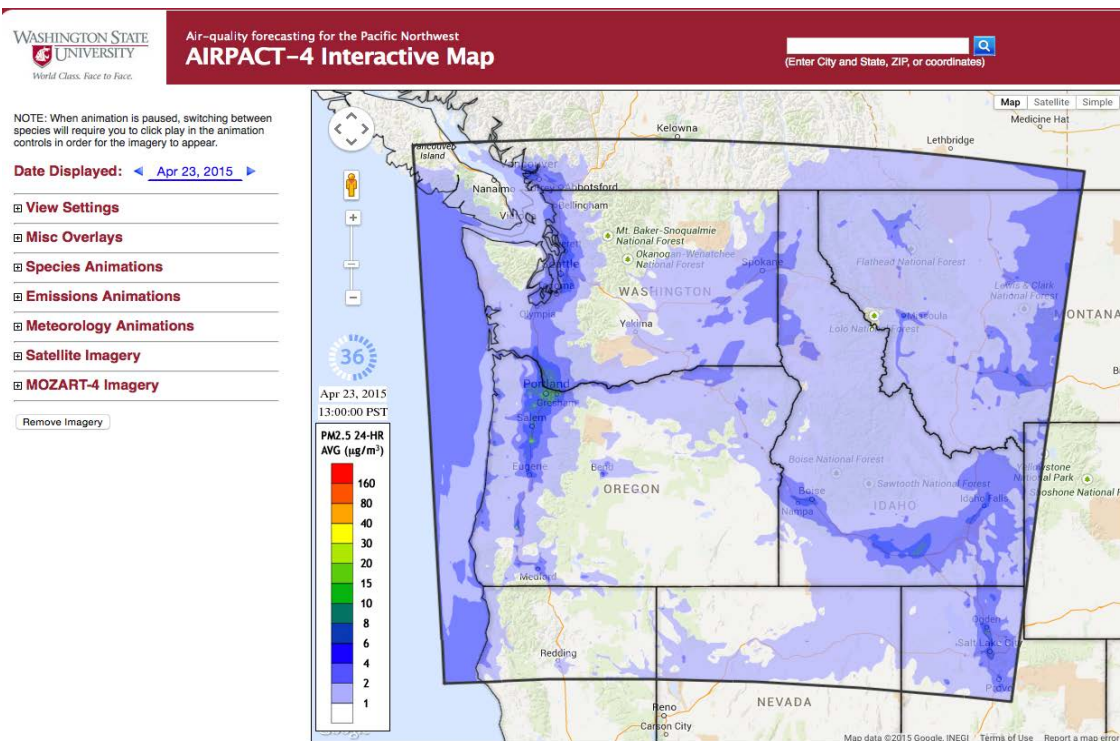 WASHINGTON STATE
UNIVERSITY
World Class. Face to Face.
Air-quality forecasting for the Pacific Northwest
AIRPACT-4 Interactive Map
(Enter City and State, ZIP, or coordinates)
NOTE: When animation is paused, switching between
species will require you to click play in the animation
controls in order for the imagery to appear.
Date Displayed: Apr 23, 2015
View Settings
Misc Overlays
Species Animations
Emissions Animations
Meteorology Animations
Satellite Imagery
MOZART-4 Imagery
Remove Imagery
Map Satellite Simple
Medicine Hat
Kelowna
Lethbridge
Vancouver
Island
Vancouver
Nanaimo
Abbotsford
Bellingham
Mt. Baker-Snoqualmie
National Forest
Okanogan-Wenatchee
National Forest
Spokane
Flathead National Forest
Lewis & Clark
National Forest
WASHINGTON
MONTANA
Olympia
Yakima
Lolo National Forest
Missoula
36
Apr 23, 2015
13:00:00 PST
PM2.5 24-HR
AVG (µg/m³)
160
80
40
30
20
15
10
8
6
4
2
1
Portland
Gresham
Salem
Eugene
Bend
OREGON
Boise National Forest
Sawtooth National Forest
Boise
Nampa
IDAHO
Idaho Falls
Yellowstone
National Park
Shoshone National F
Medford
Redding
Ogden
Salt Lake City
Provo
Reno
Carson City
NEVADA
Google
Map data ©2015 Google, INEGI Terms of Use Report a map error